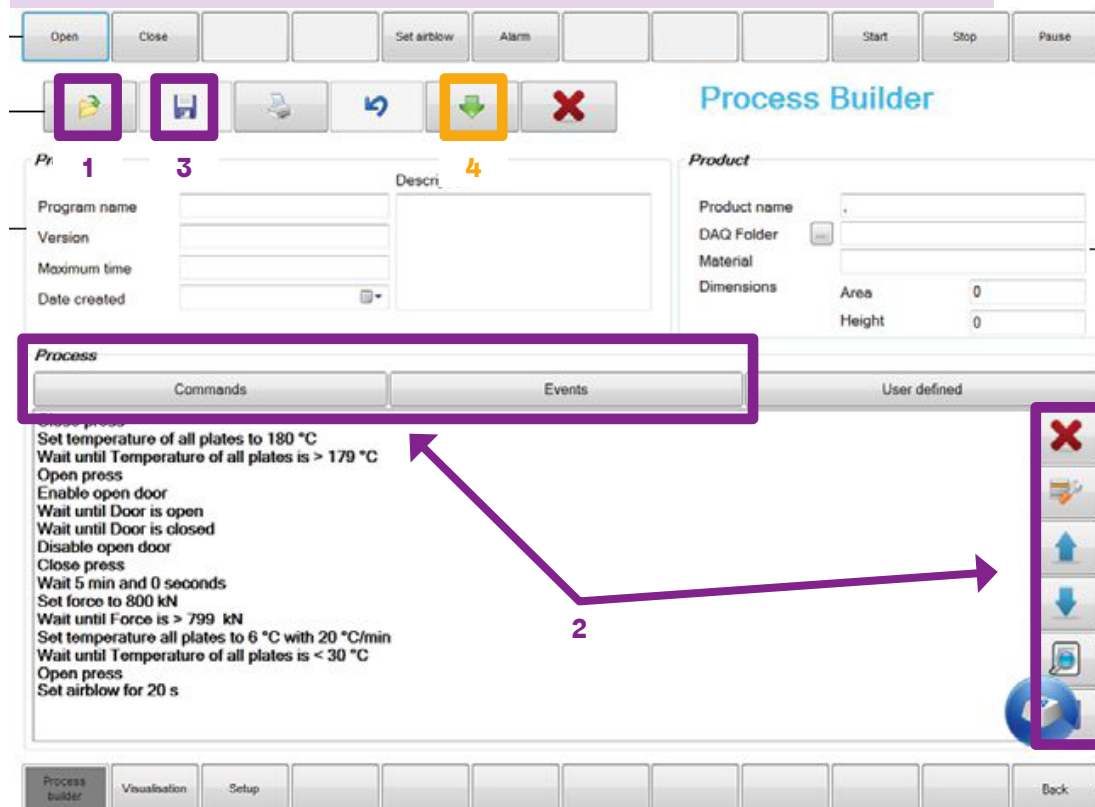 Open Close Set airblow Alarm Start Stop Pause
Process Builder
1 3 4
Pr Product
Descri
Program name Product name .
Version DAQ Folder ...
Maximum time Material
Date created Dimensions Area 0
Height 0
Process
Commands Events User defined
Close press
Set temperature of all plates to 180 °C
Wait until Temperature of all plates is > 179 °C
Open press
Enable open door
Wait until Door is open
Wait until Door is closed
Disable open door
Close press
Wait 5 min and 0 seconds
Set force to 800 kN
Wait until Force is > 799 kN
2
Set temperature all plates to 6 °C with 20 °C/min
Wait until Temperature of all plates is < 30 °C
Open press
Set airblow for 20 s
Process
builder Visualisation Setup Back